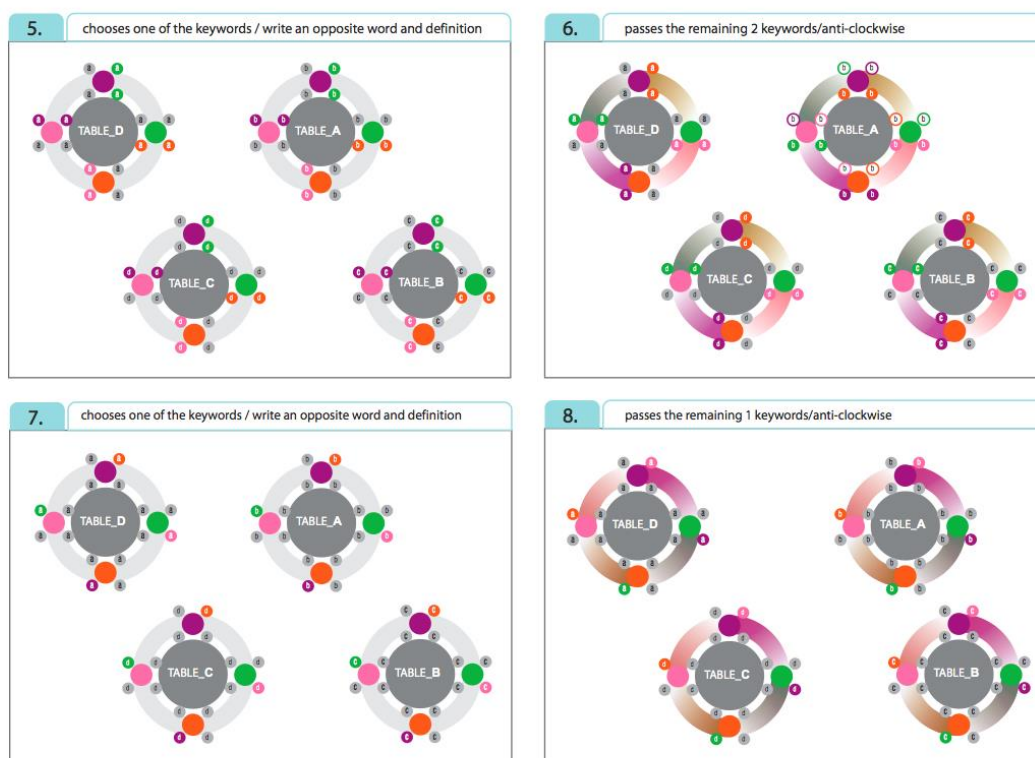 5. chooses one of the keywords / write an opposite word and definition
TABLE_D
TABLE_A
TABLE_C
TABLE_B
6. passes the remaining 2 keywords/anti-clockwise
TABLE_D
TABLE_A
TABLE_C
TABLE_B
7. chooses one of the keywords / write an opposite word and definition
TABLE_D
TABLE_A
TABLE_C
TABLE_B
8. passes the remaining 1 keywords/anti-clockwise
TABLE_D
TABLE_A
TABLE_C
TABLE_B